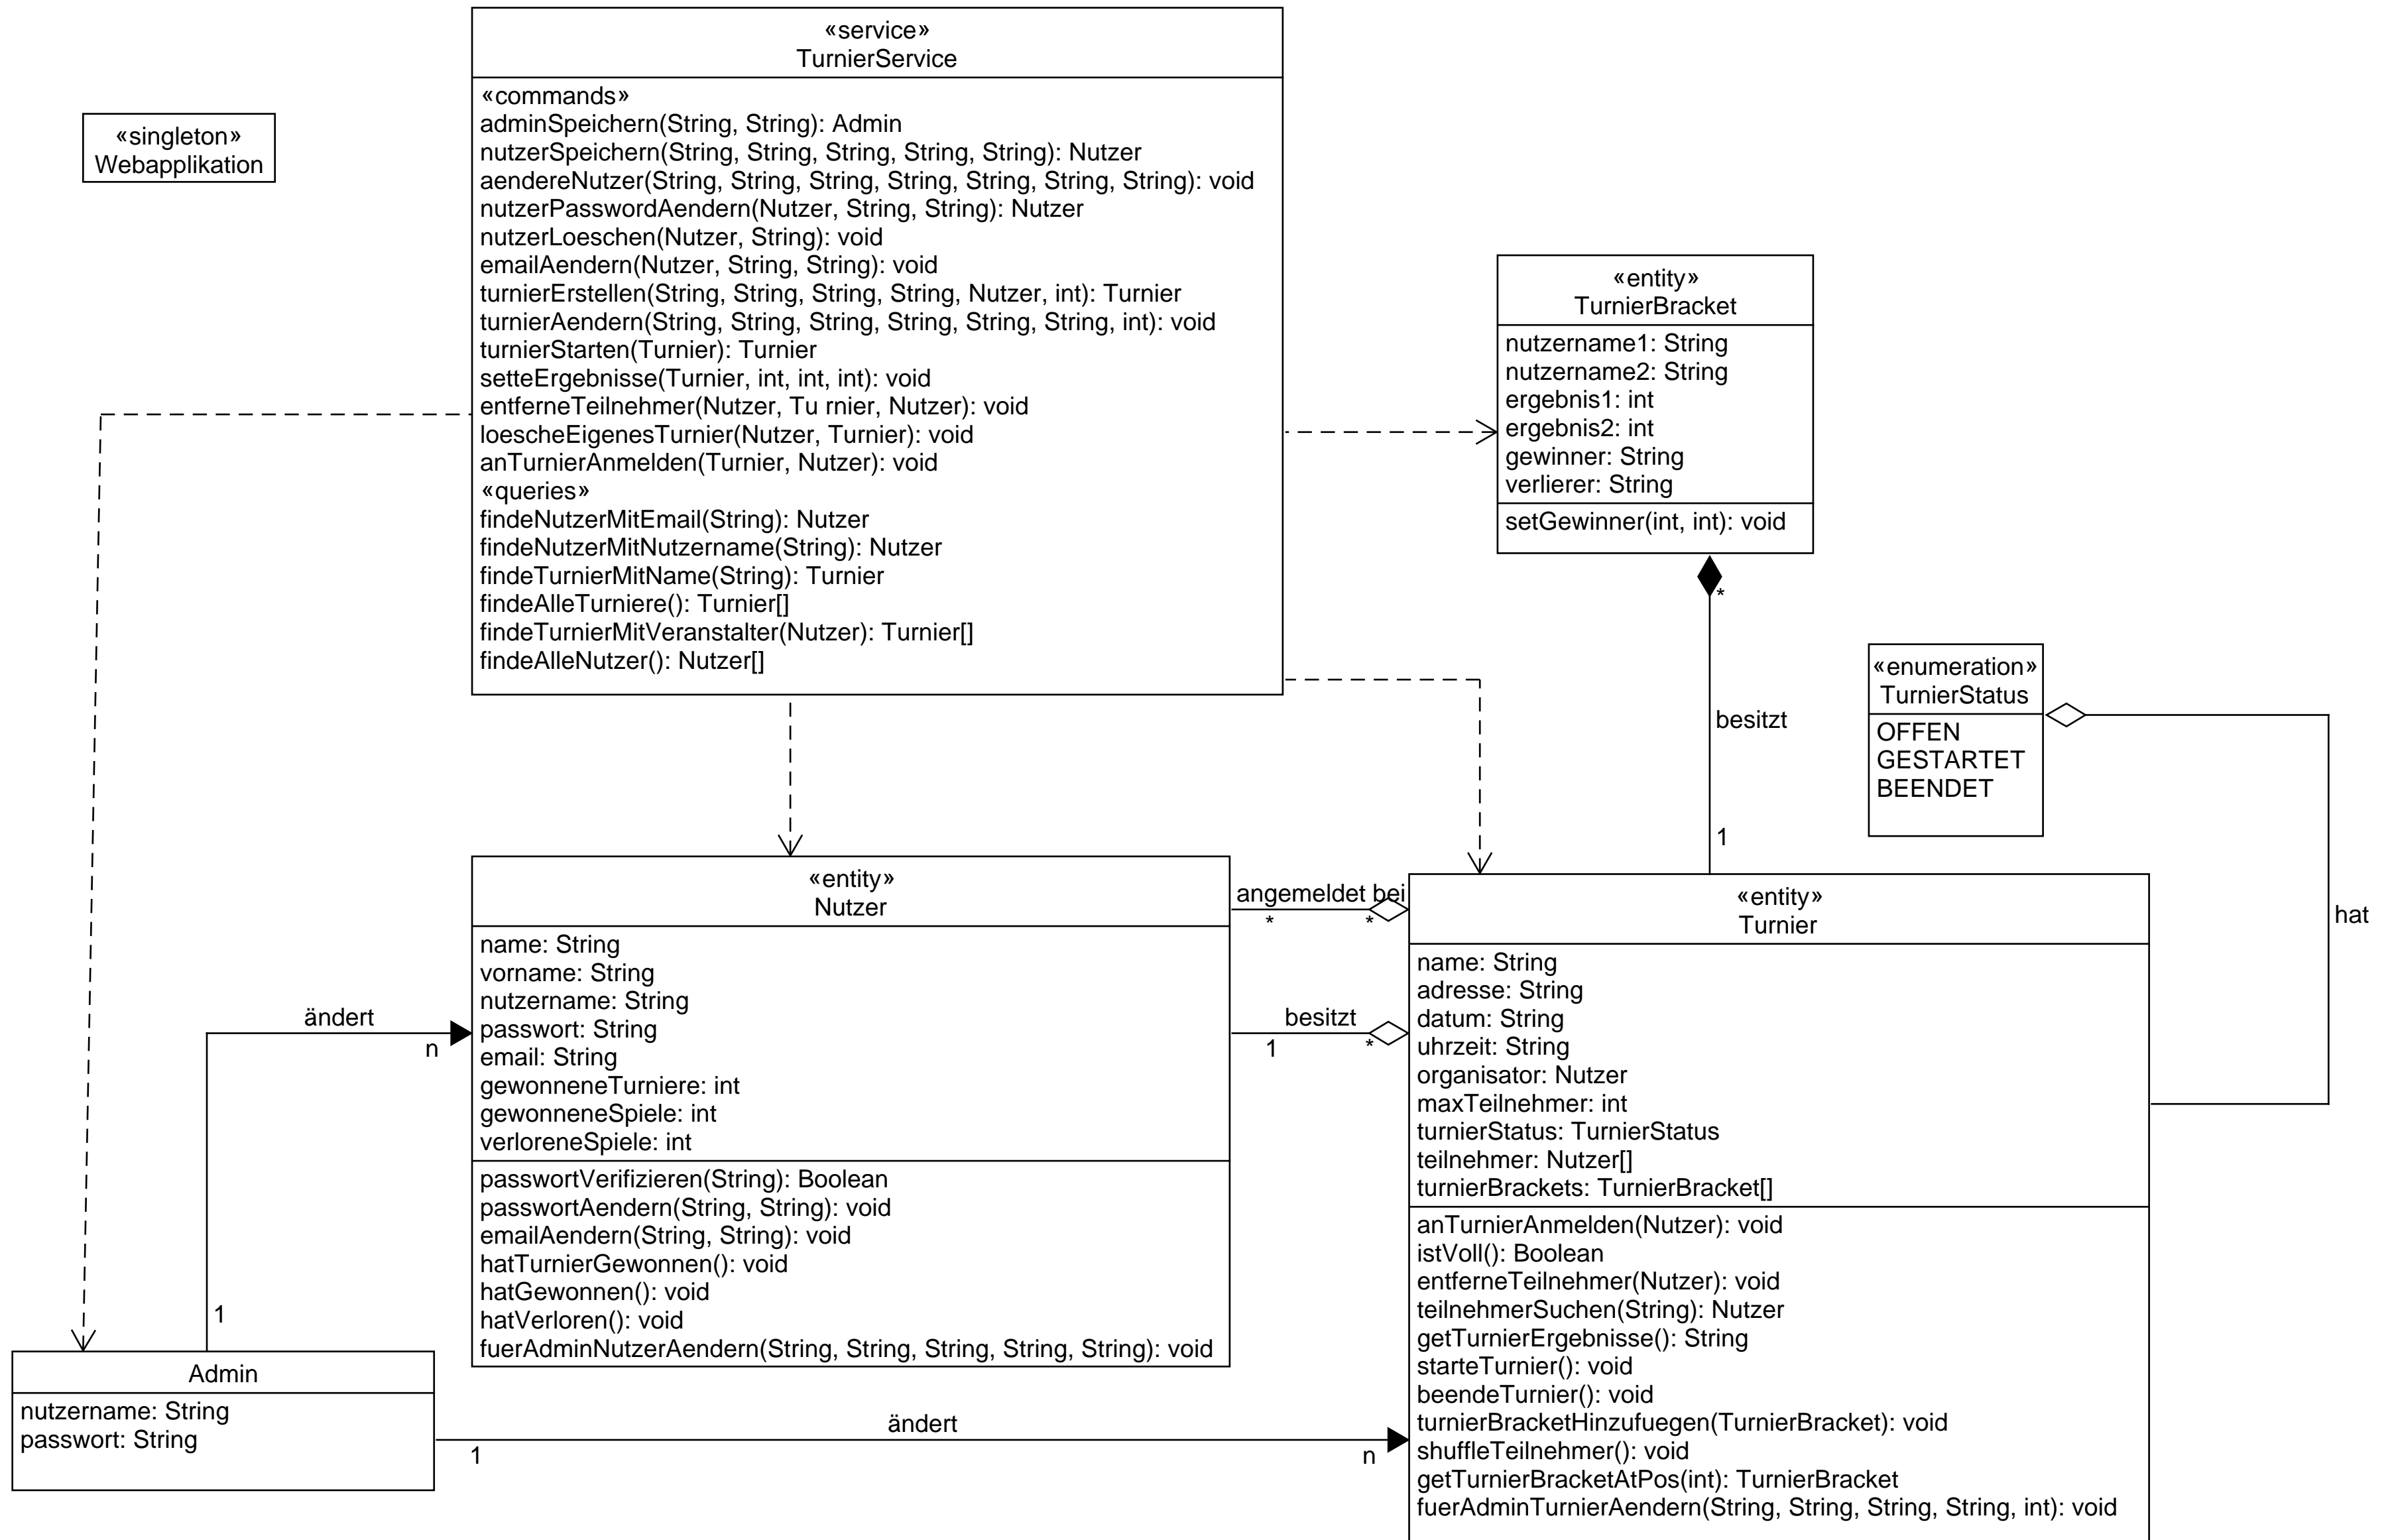 «service»
TurnierService
«commands»
adminSpeichern(String, String): Admin
nutzerSpeichern(String, String, String, String, String): Nutzer
aendereNutzer(String, String, String, String, String, String, String): void
nutzerPasswordAendern(Nutzer, String, String): Nutzer
nutzerLoeschen(Nutzer, String): void
emailAendern(Nutzer, String, String): void
turnierErstellen(String, String, String, String, Nutzer, int): Turnier
turnierAendern(String, String, String, String, String, String, int): void
turnierStarten(Turnier): Turnier
setteErgebnisse(Turnier, int, int, int): void
entferneTeilnehmer(Nutzer, Tu rnier, Nutzer): void
loescheEigenesTurnier(Nutzer, Turnier): void
anTurnierAnmelden(Turnier, Nutzer): void
«queries»
findeNutzerMitEmail(String): Nutzer
findeNutzerMitNutzername(String): Nutzer
findeTurnierMitName(String): Turnier
findeAlleTurniere(): Turnier[]
findeTurnierMitVeranstalter(Nutzer): Turnier[]
findeAlleNutzer(): Nutzer[]
«singleton»
Webapplikation
«entity»
TurnierBracket
nutzername1: String
nutzername2: String
ergebnis1: int
ergebnis2: int
gewinner: String
verlierer: String
setGewinner(int, int): void
*
besitzt
1
«enumeration»
TurnierStatus
OFFEN
GESTARTET
BEENDET
hat
«entity»
Nutzer
name: String
vorname: String
nutzername: String
passwort: String
email: String
gewonneneTurniere: int
gewonneneSpiele: int
verloreneSpiele: int
passwortVerifizieren(String): Boolean
passwortAendern(String, String): void
emailAendern(String, String): void
hatTurnierGewonnen(): void
hatGewonnen(): void
hatVerloren(): void
fuerAdminNutzerAendern(String, String, String, String, String): void
angemeldet bei
* *
besitzt
1 *
«entity»
Turnier
name: String
adresse: String
datum: String
uhrzeit: String
organisator: Nutzer
maxTeilnehmer: int
turnierStatus: TurnierStatus
teilnehmer: Nutzer[]
turnierBrackets: TurnierBracket[]
anTurnierAnmelden(Nutzer): void
istVoll(): Boolean
entferneTeilnehmer(Nutzer): void
teilnehmerSuchen(String): Nutzer
getTurnierErgebnisse(): String
starteTurnier(): void
beendeTurnier(): void
turnierBracketHinzufuegen(TurnierBracket): void
shuffleTeilnehmer(): void
getTurnierBracketAtPos(int): TurnierBracket
fuerAdminTurnierAendern(String, String, String, String, int): void
ändert
n
1
Admin
nutzername: String
passwort: String
ändert
1 n